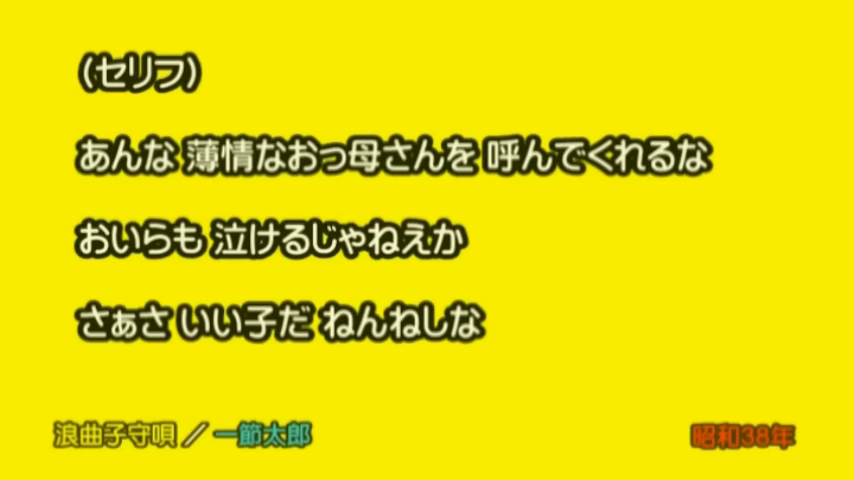 （セリフ）
あんな 薄情なおっ母さんを 呼んでくれるな
おいらも 泣けるじゃねえか
さぁさ いい子だ ねんねしな
浪曲子守唄 ／ 一節太郎 昭和38年